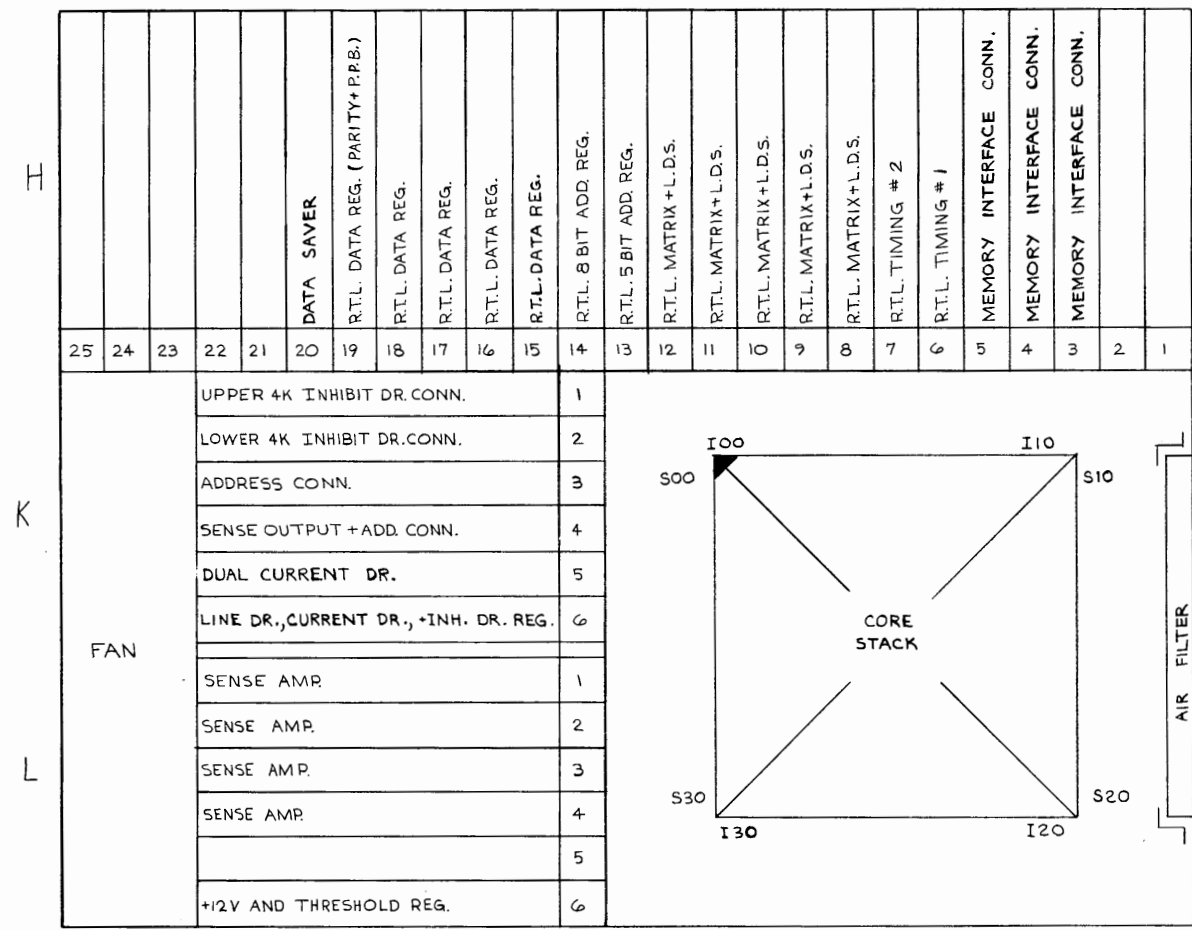 H
DATA SAVER
R.T.L. DATA REG. (PARITY + P.P.B.)
R.T.L. DATA REG.
R.T.L. DATA REG.
R.T.L. DATA REG.
R.T.L. DATA REG.
R.T.L. 8 BIT ADD. REG.
R.T.L. 5 BIT ADD. REG.
R.T.L. MATRIX + L.D.S.
R.T.L. MATRIX + L.D.S.
R.T.L. MATRIX + L.D.S.
R.T.L. MATRIX + L.D.S.
R.T.L. MATRIX + L.D.S.
R.T.L. TIMING # 2
R.T.L. TIMING # 1
MEMORY INTERFACE CONN.
MEMORY INTERFACE CONN.
MEMORY INTERFACE CONN.
25 24 23 22 21 20 19 18 17 16 15 14 13 12 11 10 9 8 7 6 5 4 3 2 1
K
L
FAN
UPPER 4K INHIBIT DR. CONN. 1
LOWER 4K INHIBIT DR. CONN. 2
ADDRESS CONN. 3
SENSE OUTPUT + ADD. CONN. 4
DUAL CURRENT DR. 5
LINE DR., CURRENT DR., + INH. DR. REG. 6
SENSE AMP. 1
SENSE AMP. 2
SENSE AMP. 3
SENSE AMP. 4
5
+12V AND THRESHOLD REG. 6
I00 I10
S00 S10
CORE
STACK
S30 S20
I30 I20
AIR FILTER